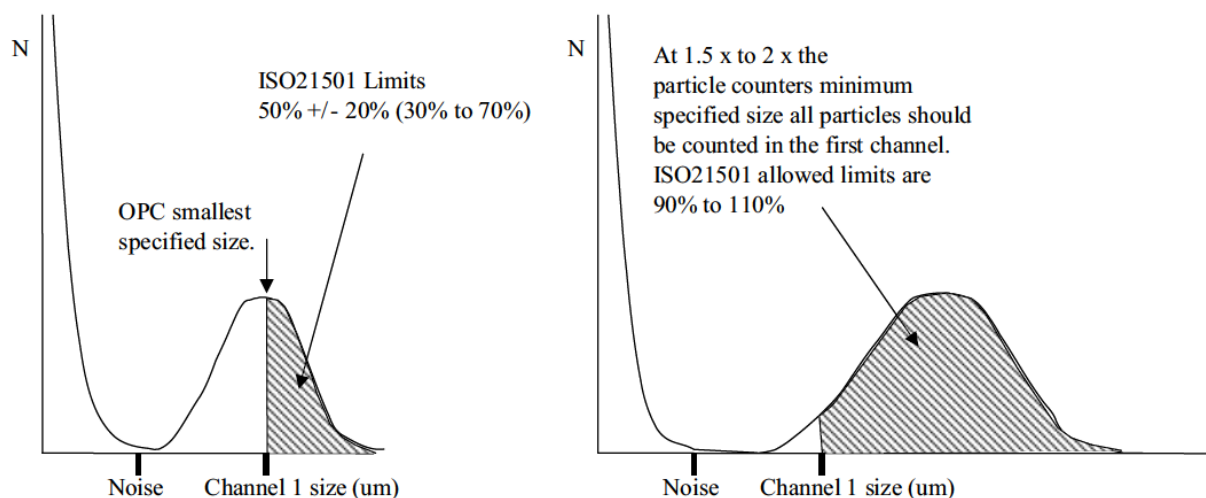 N
ISO21501 Limits
50% +/- 20% (30% to 70%)
OPC smallest
specified size.
Noise
Channel 1 size (um)
N
At 1.5 x to 2 x the
particle counters minimum
specified size all particles should
be counted in the first channel.
ISO21501 allowed limits are
90% to 110%
Noise
Channel 1 size (um)